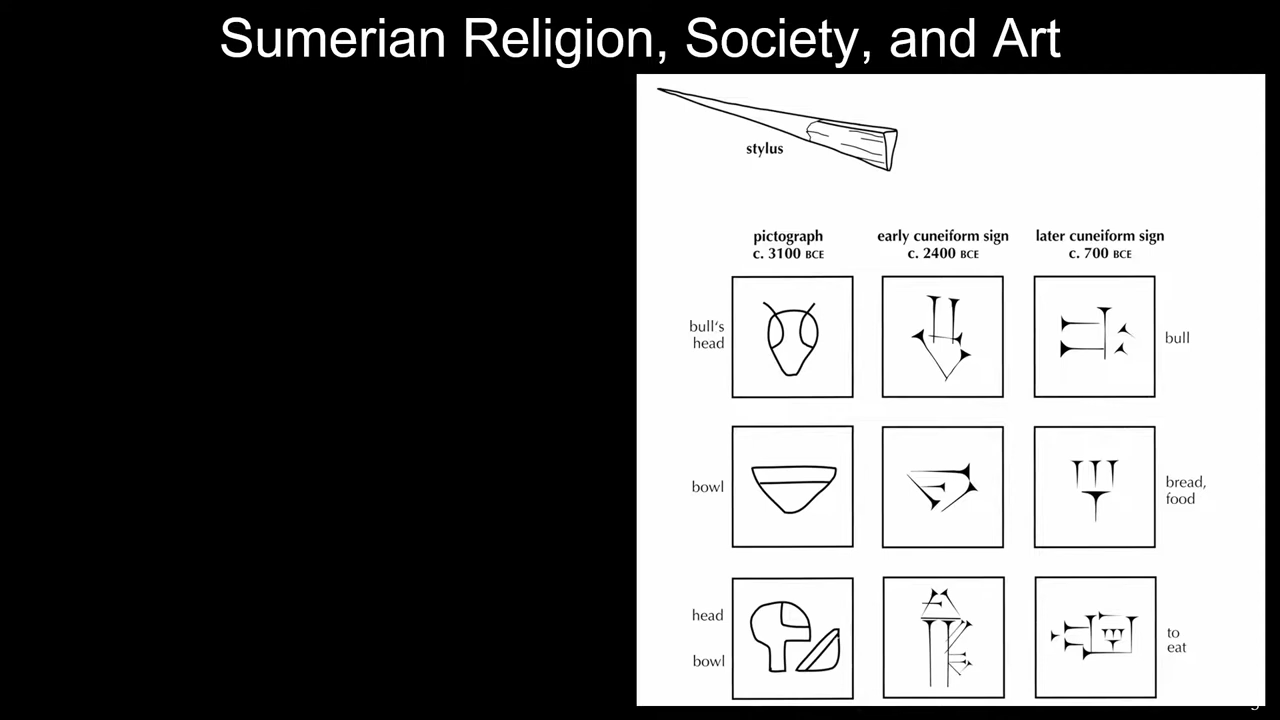 Sumerian Religion, Society, and Art
stylus
pictograph
c. 3100 BCE
early cuneiform sign
c. 2400 BCE
later cuneiform sign
c. 700 BCE
bull's
head
bull
bowl
bread,
food
head
bowl
to
eat